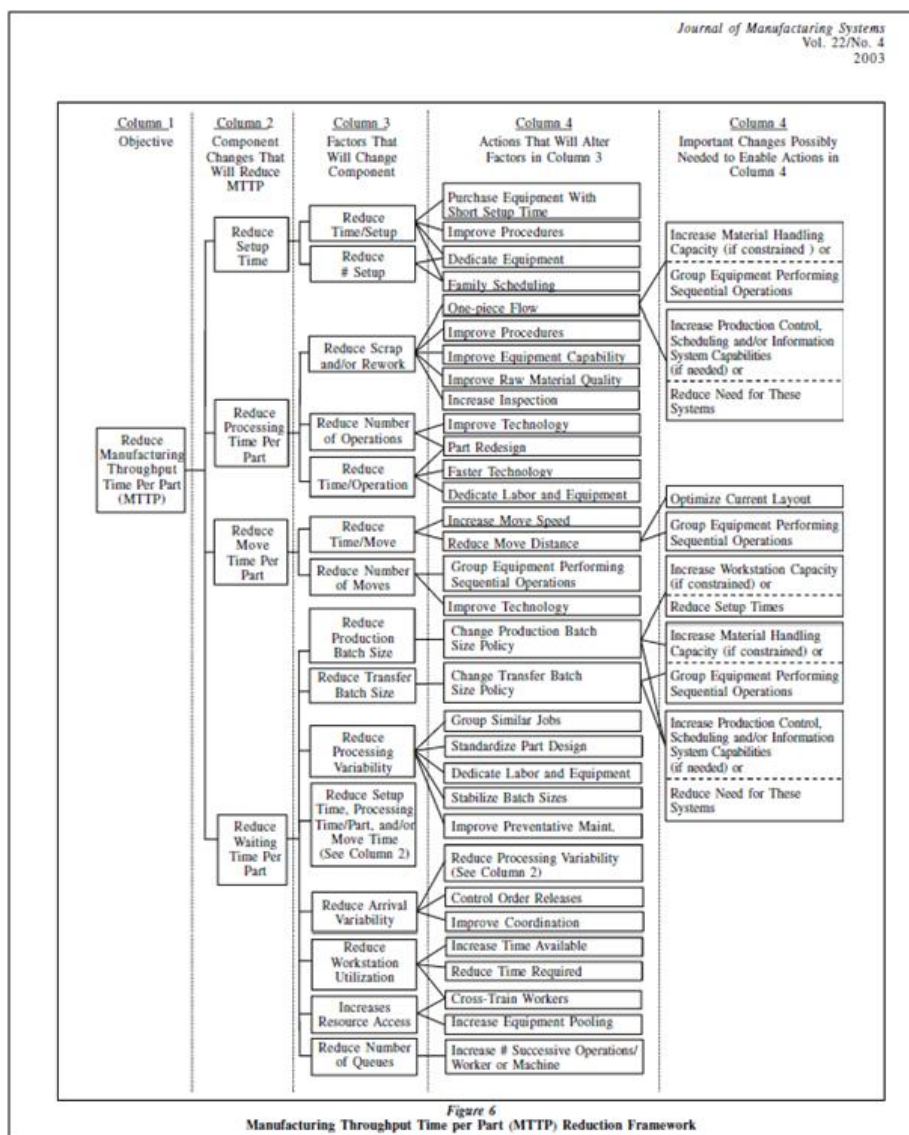 Journal of Manufacturing Systems
Vol. 22/No. 4
2003
Column 1
Objective
Column 2
Component
Changes That
Will Reduce
MTTP
Column 3
Factors That
Will Change
Component
Column 4
Actions That Will Alter
Factors in Column 3
Column 4
Important Changes Possibly
Needed to Enable Actions in
Column 4
Reduce
Manufacturing
Throughput
Time Per Part
(MTTP)
Reduce
Setup
Time
Reduce
Processing
Time Per
Part
Reduce
Move
Time Per
Part
Reduce
Waiting
Time Per
Part
Reduce
Time/Setup
Reduce
# Setup
Reduce Scrap
and/or Rework
Reduce Number
of Operations
Reduce
Time/Operation
Reduce
Time/Move
Reduce Number
of Moves
Reduce
Production
Batch Size
Reduce Transfer
Batch Size
Reduce
Processing
Variability
Reduce Setup
Time, Processing
Time/Part, and/or
Move Time
(See Column 2)
Reduce Arrival
Variability
Reduce
Workstation
Utilization
Increases
Resource Access
Reduce Number
of Queues
Purchase Equipment With
Short Setup Time
Improve Procedures
Dedicate Equipment
Family Scheduling
One-piece Flow
Improve Procedures
Improve Equipment Capability
Improve Raw Material Quality
Increase Inspection
Improve Technology
Part Redesign
Faster Technology
Dedicate Labor and Equipment
Increase Move Speed
Reduce Move Distance
Group Equipment Performing
Sequential Operations
Improve Technology
Change Production Batch
Size Policy
Change Transfer Batch
Size Policy
Group Similar Jobs
Standardize Part Design
Dedicate Labor and Equipment
Stabilize Batch Sizes
Improve Preventative Maint.
Reduce Processing Variability
(See Column 2)
Control Order Releases
Improve Coordination
Increase Time Available
Reduce Time Required
Cross-Train Workers
Increase Equipment Pooling
Increase # Successive Operations/
Worker or Machine
Increase Material Handling
Capacity (if constrained ) or
Group Equipment Performing
Sequential Operations
Increase Production Control,
Scheduling and/or Information
System Capabilities
(if needed) or
Reduce Need for These
Systems
Optimize Current Layout
Group Equipment Performing
Sequential Operations
Increase Workstation Capacity
(if constrained) or
Reduce Setup Times
Increase Material Handling
Capacity (if constrained) or
Group Equipment Performing
Sequential Operations
Increase Production Control,
Scheduling and/or Information
System Capabilities
(if needed) or
Reduce Need for These
Systems
Figure 6
Manufacturing Throughput Time per Part (MTTP) Reduction Framework